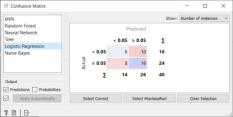 Confusion Matrix
kNN
Random Forest
Neural Network
Tree
Logistic Regression
Naive Bayes
Output
Predictions Probabilities
Apply Automatically
Show: Number of instances
Predicted
< 0.05 ≥ 0.05 Σ
Actual
< 0.05 6 10 16
≥ 0.05 8 16 24
Σ 14 26 40
Select Correct Select Misclassified Clear Selection